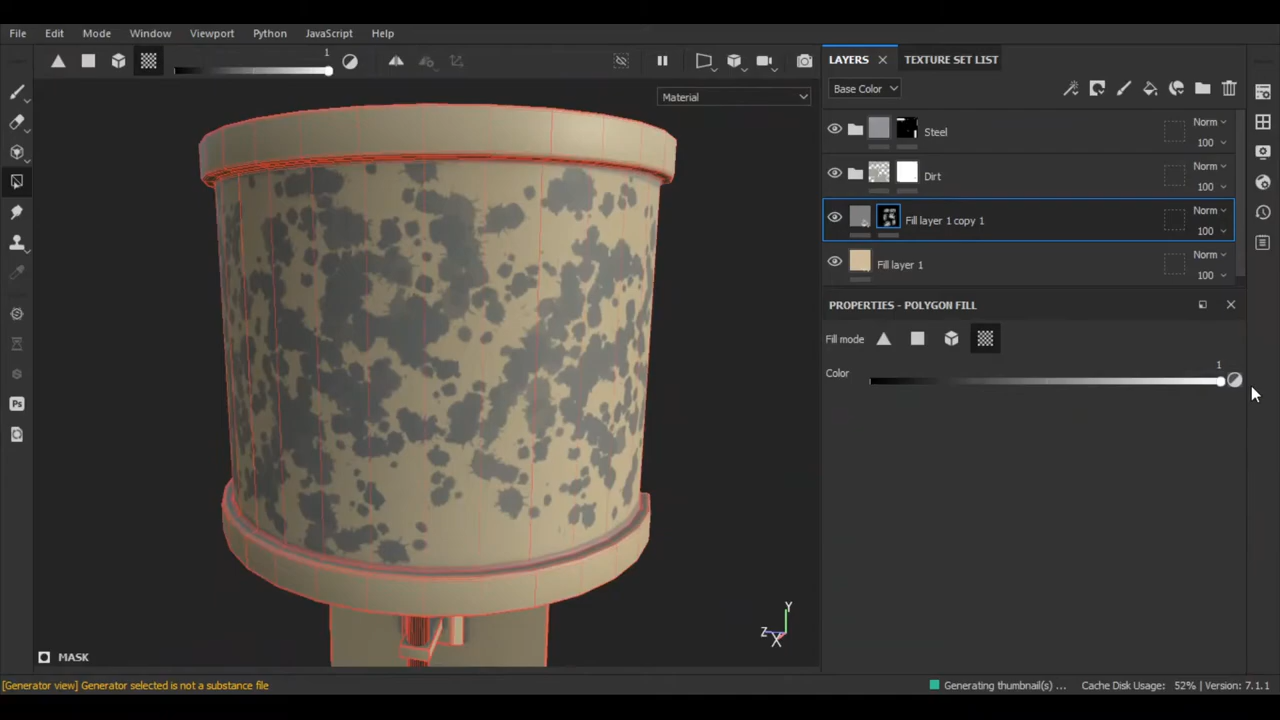 File Edit Mode Window Viewport Python JavaScript Help
1
Material
LAYERS TEXTURE SET LIST
Base Color
Steel Norm
100
Dirt Norm
100
Fill layer 1 copy 1 Norm
100
Fill layer 1 Norm
100
PROPERTIES - POLYGON FILL
Fill mode
Color 1
Ps
Y
Z X
MASK
[Generator view] Generator selected is not a substance file Generating thumbnail(s) ... Cache Disk Usage: 52% | Version: 7.1.1